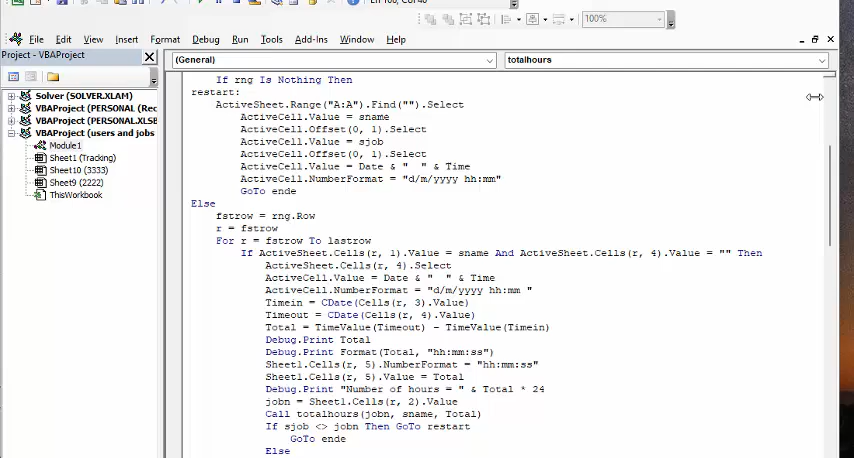 100%
File Edit View Insert Format Debug Run Tools Add-Ins Window Help
Project - VBAProject
(General) totalhours
Solver (SOLVER.XLAM)
VBAProject (PERSONAL (Rec
VBAProject (PERSONAL.XLSB
VBAProject (users and jobs
Module1
Sheet1 (Tracking)
Sheet10 (3333)
Sheet9 (2222)
ThisWorkbook
If rng Is Nothing Then
restart:
ActiveSheet.Range("A:A").Find("").Select
ActiveCell.Value = sname
ActiveCell.Offset(0, 1).Select
ActiveCell.Value = sjob
ActiveCell.Offset(0, 1).Select
ActiveCell.Value = Date & "  " & Time
ActiveCell.NumberFormat = "d/m/yyyy hh:mm"
GoTo ende
Else
fstrow = rng.Row
r = fstrow
For r = fstrow To lastrow
If ActiveSheet.Cells(r, 1).Value = sname And ActiveSheet.Cells(r, 4).Value = "" Then
ActiveSheet.Cells(r, 4).Select
ActiveCell.Value = Date & "  " & Time
ActiveCell.NumberFormat = "d/m/yyyy hh:mm "
Timein = CDate(Cells(r, 3).Value)
Timeout = CDate(Cells(r, 4).Value)
Total = TimeValue(Timeout) - TimeValue(Timein)
Debug.Print Total
Debug.Print Format(Total, "hh:mm:ss")
Sheet1.Cells(r, 5).NumberFormat = "hh:mm:ss"
Sheet1.Cells(r, 5).Value = Total
Debug.Print "Number of hours = " & Total * 24
jobn = Sheet1.Cells(r, 2).Value
Call totalhours(jobn, sname, Total)
If sjob <> jobn Then GoTo restart
GoTo ende
Else